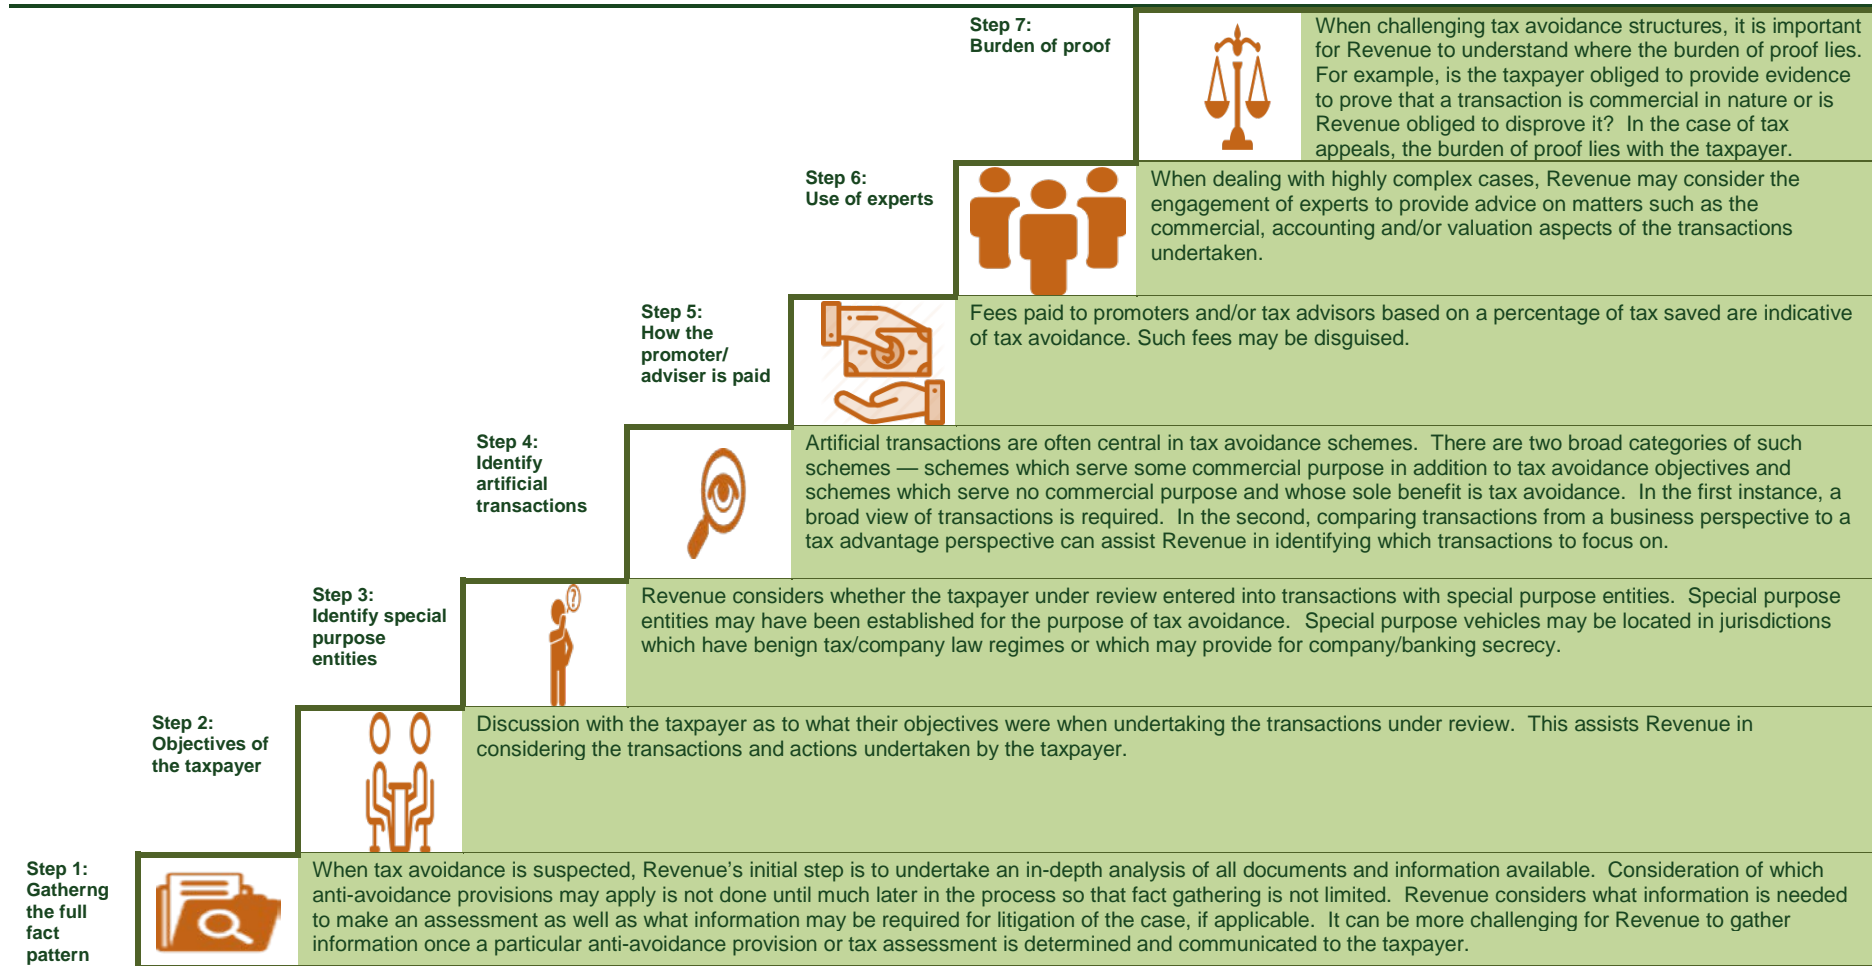 Step 7:
Burden of proof
When challenging tax avoidance structures, it is important
for Revenue to understand where the burden of proof lies.
For example, is the taxpayer obliged to provide evidence
to prove that a transaction is commercial in nature or is
Revenue obliged to disprove it?  In the case of tax
appeals, the burden of proof lies with the taxpayer.
Step 6:
Use of experts
When dealing with highly complex cases, Revenue may consider the
engagement of experts to provide advice on matters such as the
commercial, accounting and/or valuation aspects of the transactions
undertaken.
Step 5:
How the
promoter/
adviser is paid
Fees paid to promoters and/or tax advisors based on a percentage of tax saved are indicative
of tax avoidance. Such fees may be disguised.
Step 4:
Identify
artificial
transactions
Artificial transactions are often central in tax avoidance schemes.  There are two broad categories of such
schemes — schemes which serve some commercial purpose in addition to tax avoidance objectives and
schemes which serve no commercial purpose and whose sole benefit is tax avoidance.  In the first instance, a
broad view of transactions is required.  In the second, comparing transactions from a business perspective to a
tax advantage perspective can assist Revenue in identifying which transactions to focus on.
Step 3:
Identify special
purpose
entities
Revenue considers whether the taxpayer under review entered into transactions with special purpose entities.  Special purpose
entities may have been established for the purpose of tax avoidance.  Special purpose vehicles may be located in jurisdictions
which have benign tax/company law regimes or which may provide for company/banking secrecy.
Step 2:
Objectives of
the taxpayer
Discussion with the taxpayer as to what their objectives were when undertaking the transactions under review.  This assists Revenue in
considering the transactions and actions undertaken by the taxpayer.
Step 1:
Gatherng
the full
fact
pattern
When tax avoidance is suspected, Revenue’s initial step is to undertake an in-depth analysis of all documents and information available.  Consideration of which
anti-avoidance provisions may apply is not done until much later in the process so that fact gathering is not limited.  Revenue considers what information is needed
to make an assessment as well as what information may be required for litigation of the case, if applicable.  It can be more challenging for Revenue to gather
information once a particular anti-avoidance provision or tax assessment is determined and communicated to the taxpayer.